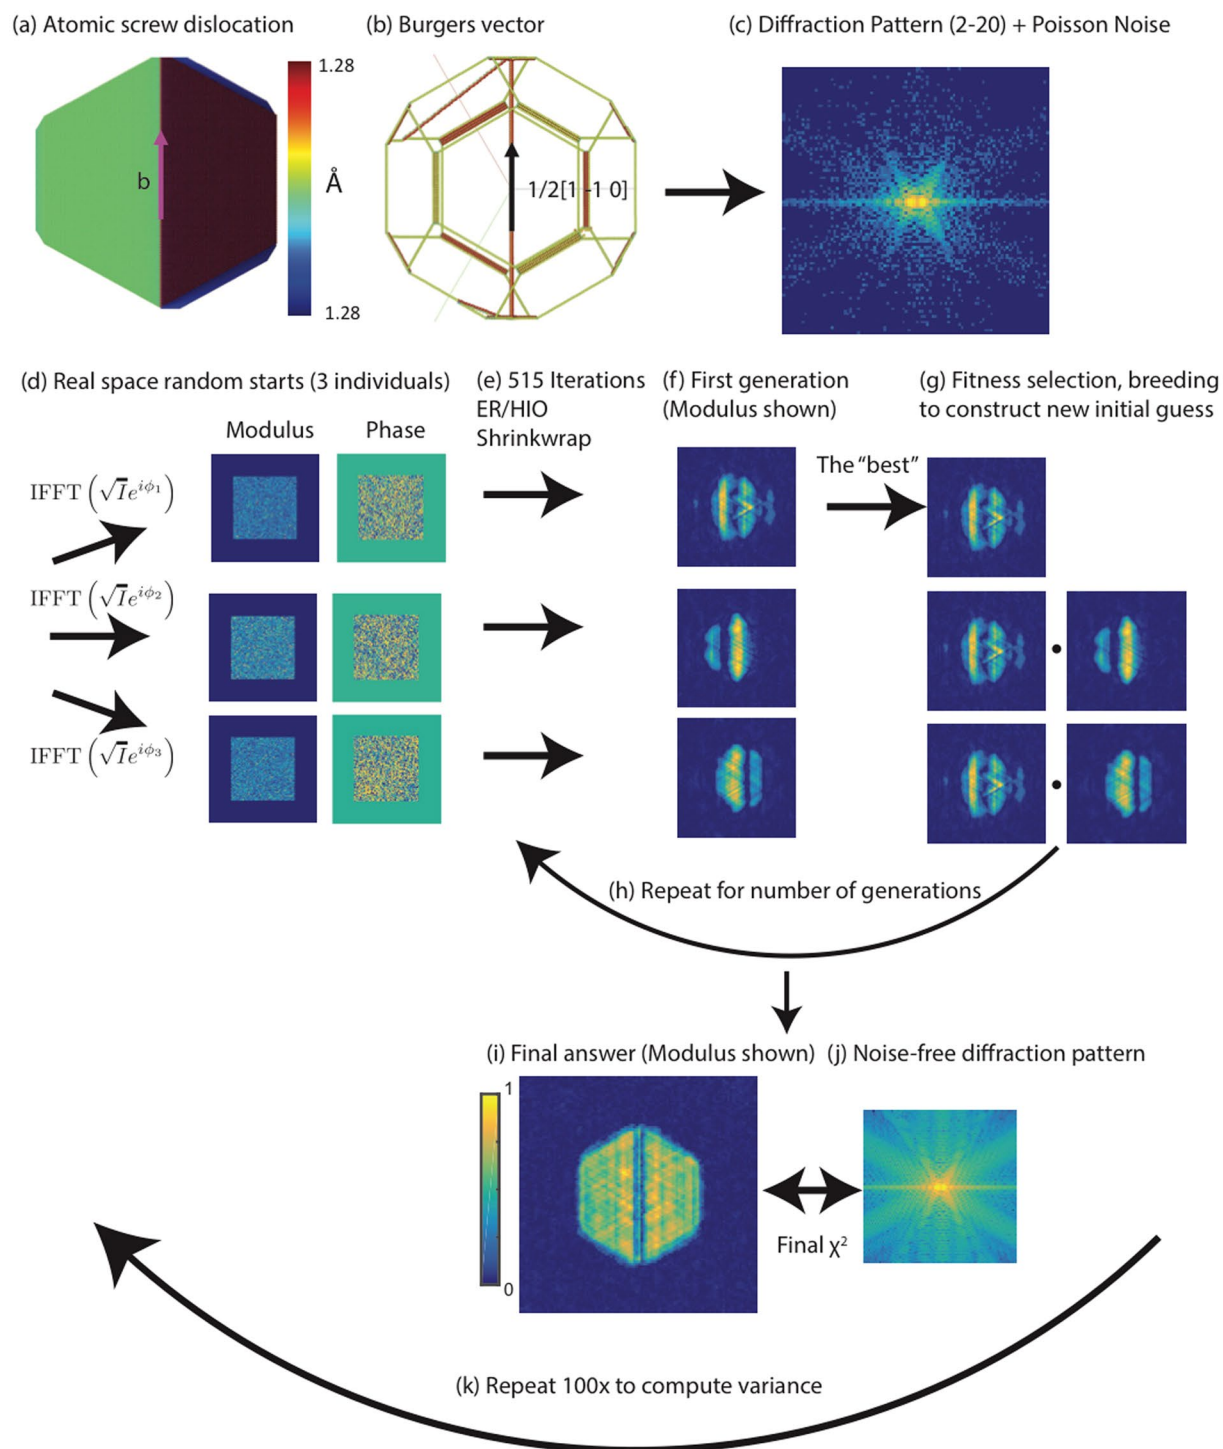 (a) Atomic screw dislocation
(b) Burgers vector
(c) Diffraction Pattern (2-20) + Poisson Noise
1.28
b
Å
1/2[1 -1 0]
1.28
(d) Real space random starts (3 individuals)
(e) 515 Iterations
ER/HIO
Shrinkwrap
(f) First generation
(Modulus shown)
(g) Fitness selection, breeding
to construct new initial guess
Modulus
Phase
The “best”
IFFT (√I e^{iϕ₁})
IFFT (√I e^{iϕ₂})
IFFT (√I e^{iϕ₃})
•
•
(h) Repeat for number of generations
(i) Final answer (Modulus shown)
(j) Noise-free diffraction pattern
1
0
Final χ²
(k) Repeat 100x to compute variance